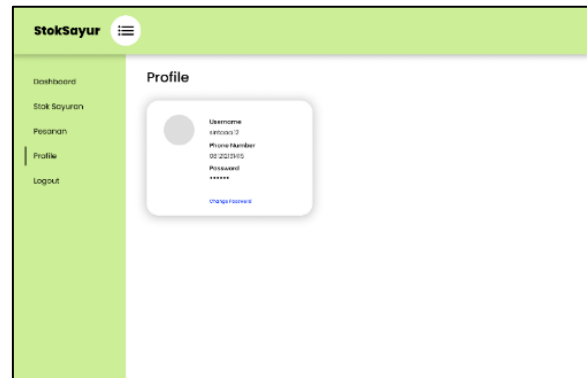 StokSayur
Dashboard
Stok Sayuran
Pesanan
Profile
Logout
Profile
Username
Phone Number
Password
••••••
Change Password